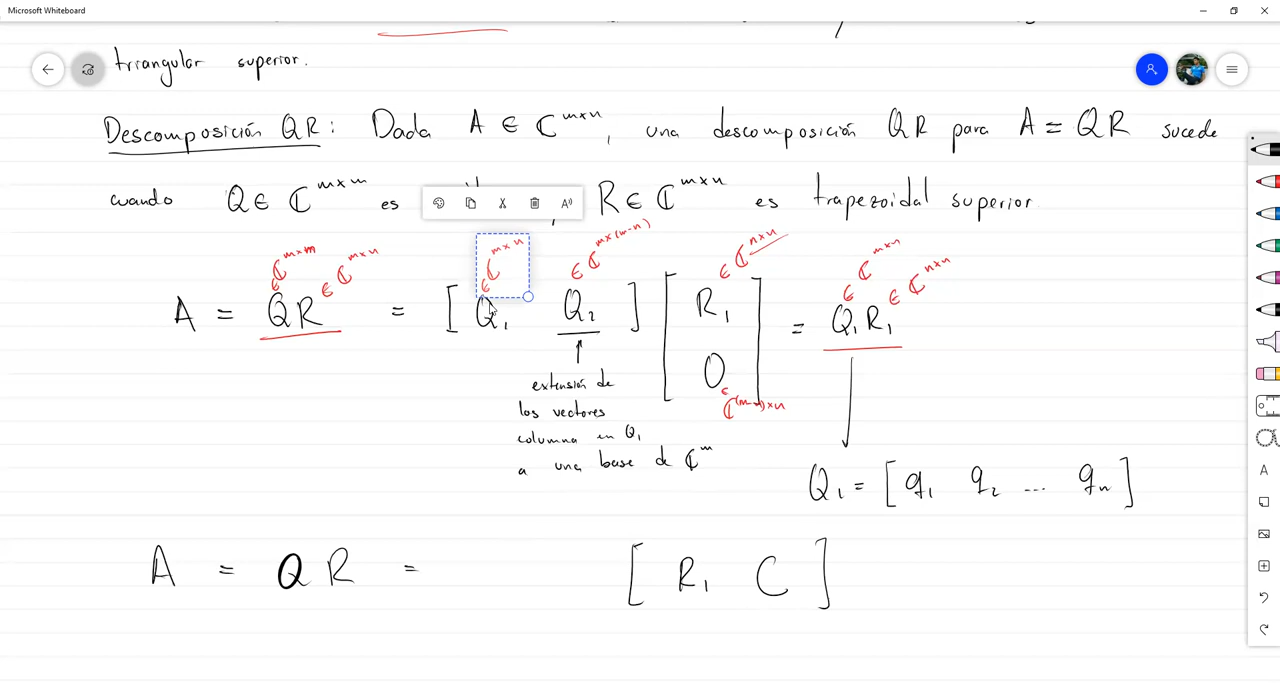 Microsoft Whiteboard
triangular superior.
Descomposición QR: Dada A ∈ ℂ^{m×n}, una descomposición QR para A = QR sucede
cuando Q ∈ ℂ^{m×m} es R ∈ ℂ^{m×n} es trapezoidal superior.
∈ ℂ^{m×m} ∈ ℂ^{m×n} ∈ ℂ^{m×n} ∈ ℂ^{m×(m-n)} ∈ ℂ^{n×n} ∈ ℂ^{m×n} ∈ ℂ^{n×n}
A = QR = [ Q₁ Q₂ ] [ R₁ = Q₁R₁
0 ]
∈ ℂ^{(m-n)×n}
↑
extensión de
los vectores
columna en Q₁
a una base de ℂ^m
Q₁ = [ q₁ q₂ ... qₙ ]
A = QR = [ R₁ C ]